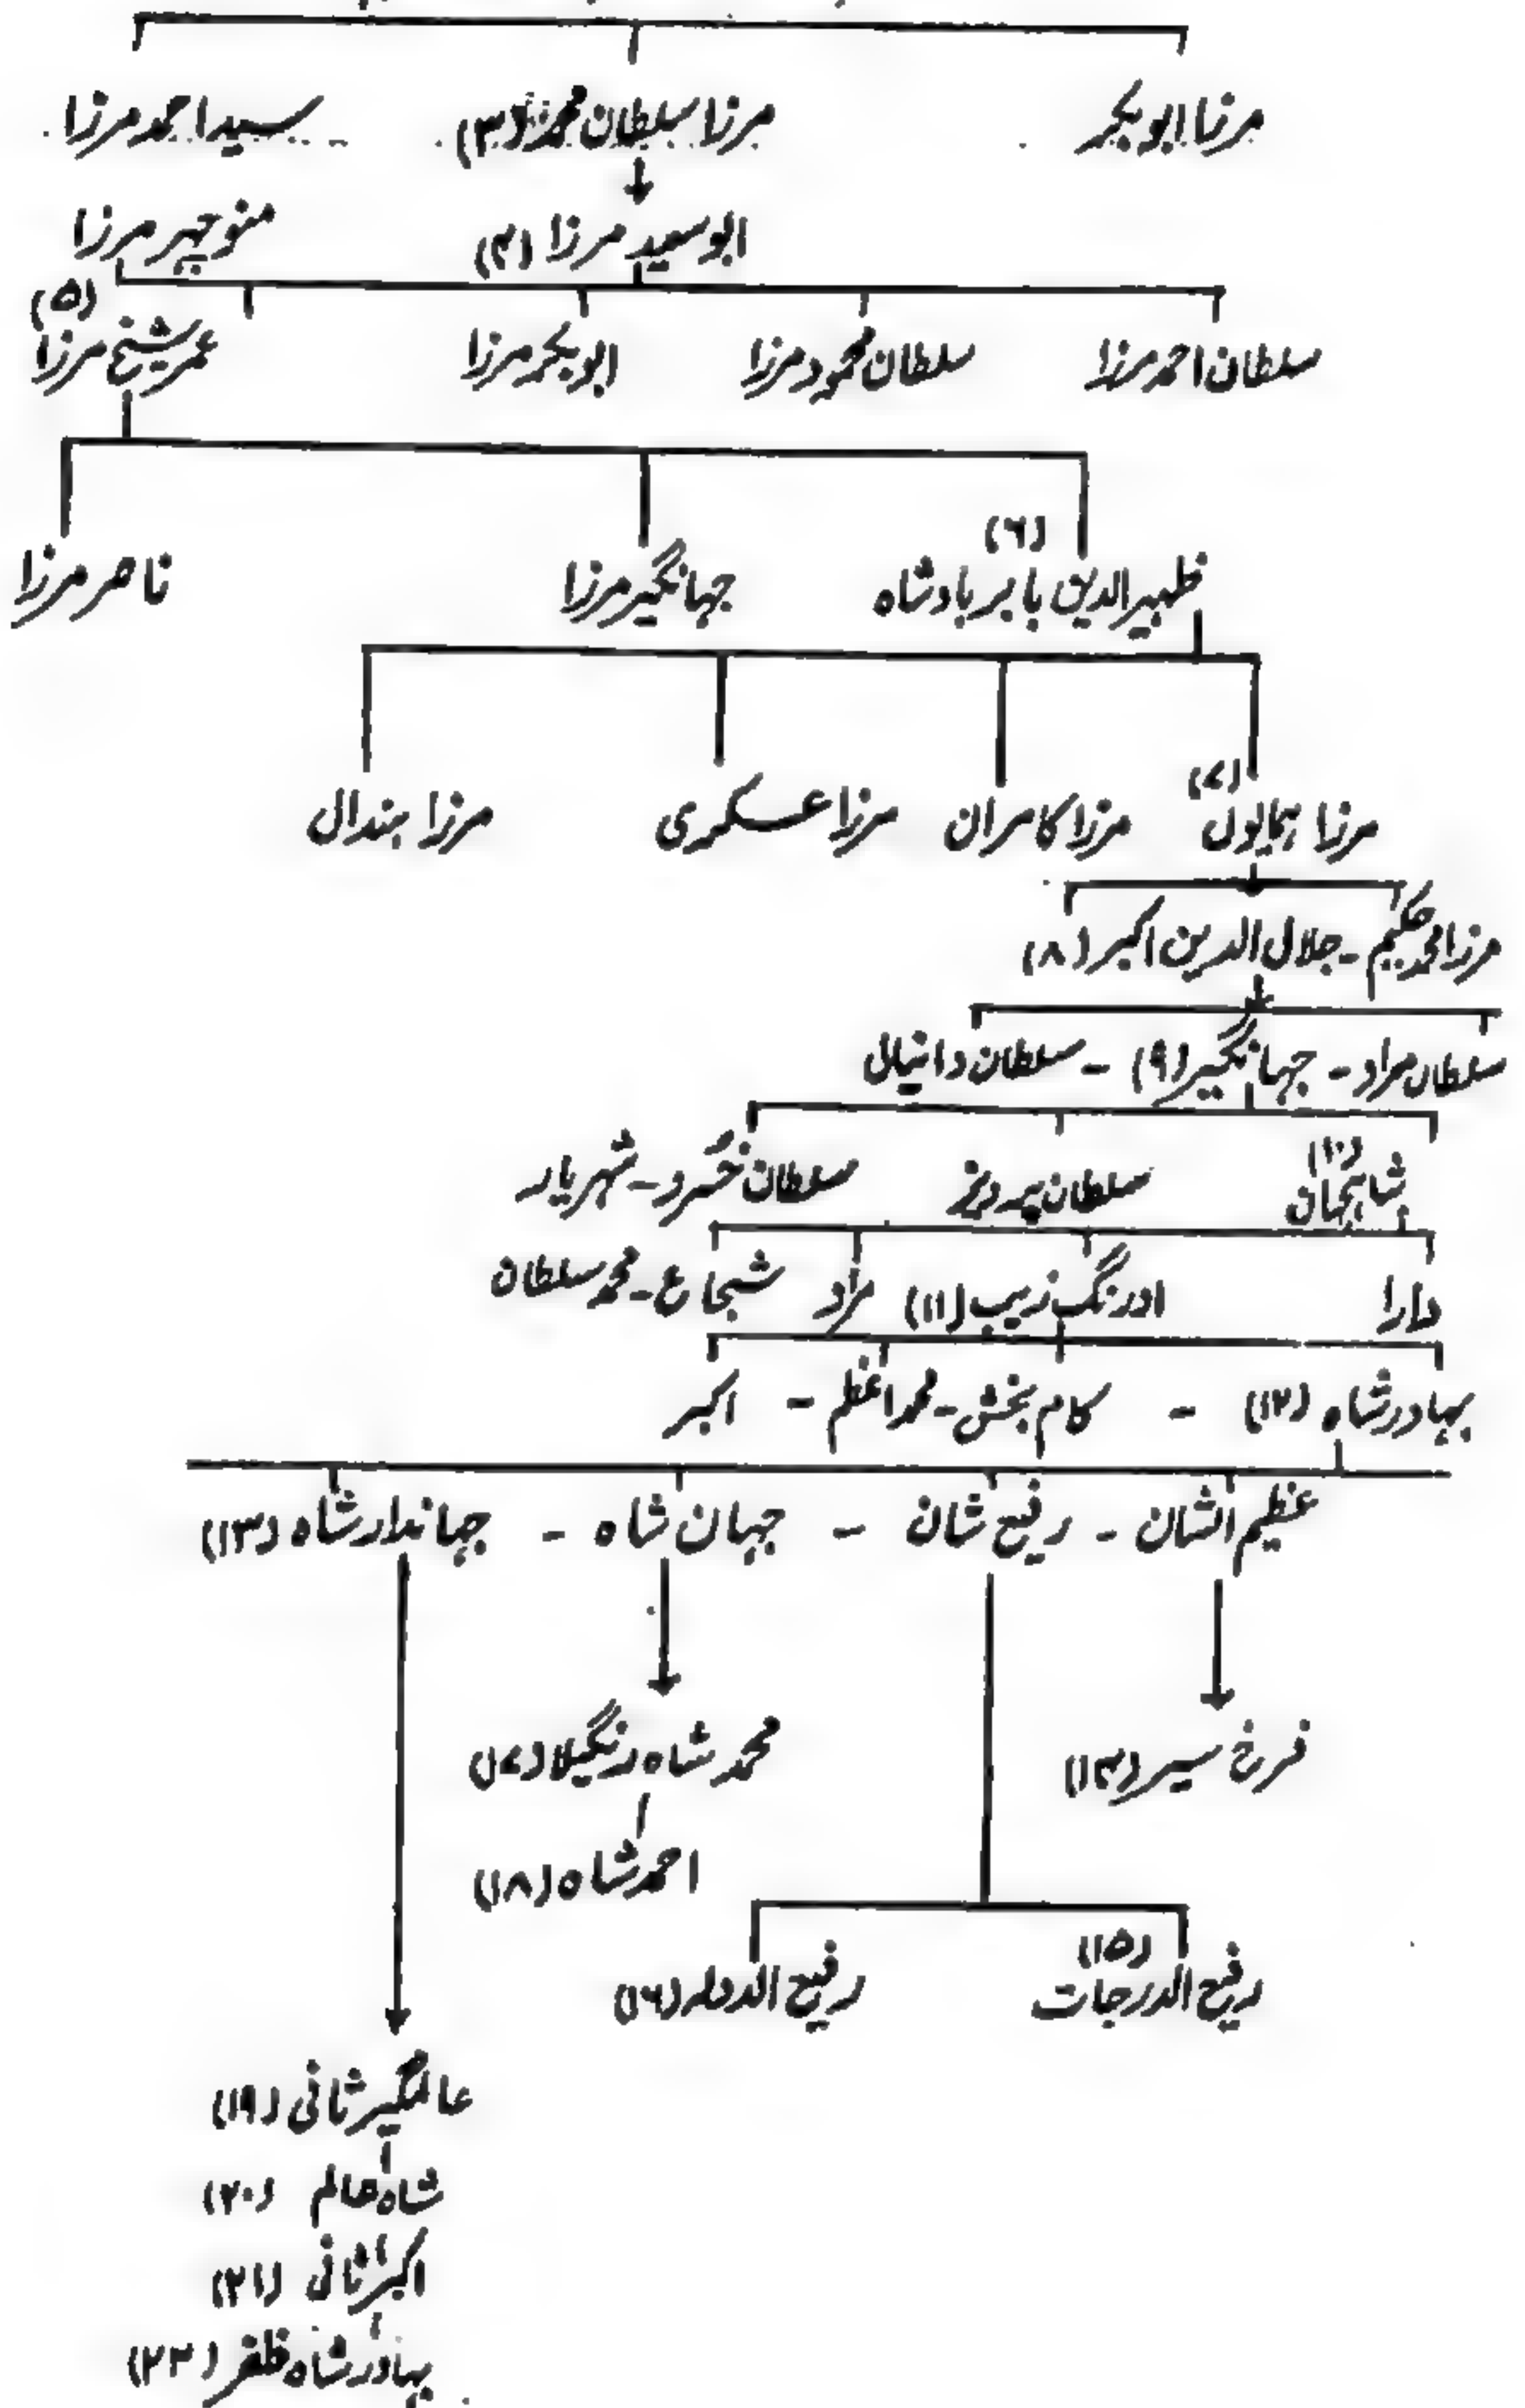 مرزا ابوبکر مرزا سلطان محمد (۳) سید احمد مرزا
ابوسعید مرزا (۴) منوچہر مرزا
(۵)
سلطان احمد مرزا سلطان محمود مرزا ابوبکر مرزا عمر شیخ مرزا
(۶)
ظہیرالدین بابر بادشاہ جہانگیر مرزا ناصر مرزا
(۷)
مرزا ہمایوں مرزا کامران مرزا عسکری مرزا ہندال
مرزا محمد حکیم - جلال الدین اکبر (۸)
سلطان مراد - جہانگیر (۹) - سلطان دانیال
(۱۰)
شاہجہان سلطان پرویز سلطان خسرو - شہریار
دارا اورنگ زیب (۱۱) مراد شجاع - محمد سلطان
بہادر شاہ (۱۲) - کام بخش - محمد اعظم - اکبر
عظیم الشان - رفیع شان - جہان شاہ - جہاندار شاہ (۱۳)
فرخ سیر (۱۴) محمد شاہ رنگیلا (۱۷)
احمد شاہ (۱۸)
(۱۵)
رفیع الدرجات رفیع الدولہ (۱۶)
عالمگیر ثانی (۱۹)
شاہ عالم (۲۰)
اکبر ثانی (۲۱)
بہادر شاہ ظفر (۲۲)